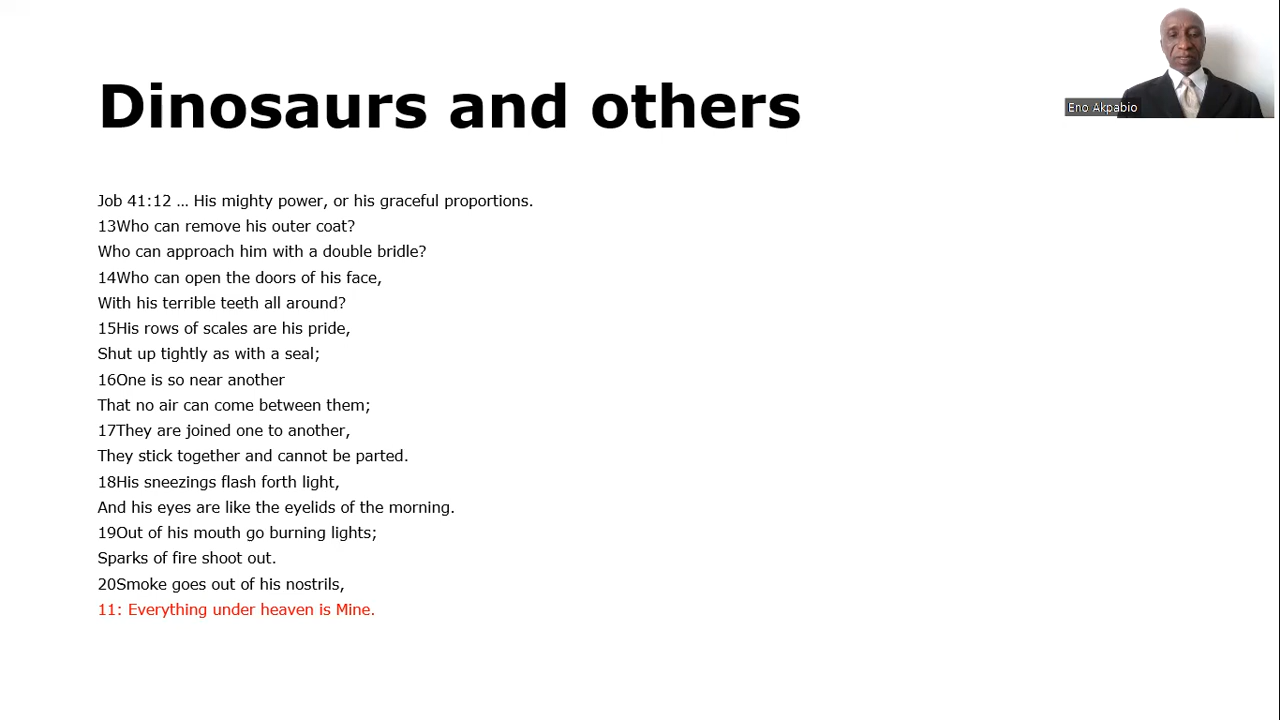 Dinosaurs and others
Eno Akpabio
Job 41:12 … His mighty power, or his graceful proportions.
13Who can remove his outer coat?
Who can approach him with a double bridle?
14Who can open the doors of his face,
With his terrible teeth all around?
15His rows of scales are his pride,
Shut up tightly as with a seal;
16One is so near another
That no air can come between them;
17They are joined one to another,
They stick together and cannot be parted.
18His sneezings flash forth light,
And his eyes are like the eyelids of the morning.
19Out of his mouth go burning lights;
Sparks of fire shoot out.
20Smoke goes out of his nostrils,
11: Everything under heaven is Mine.